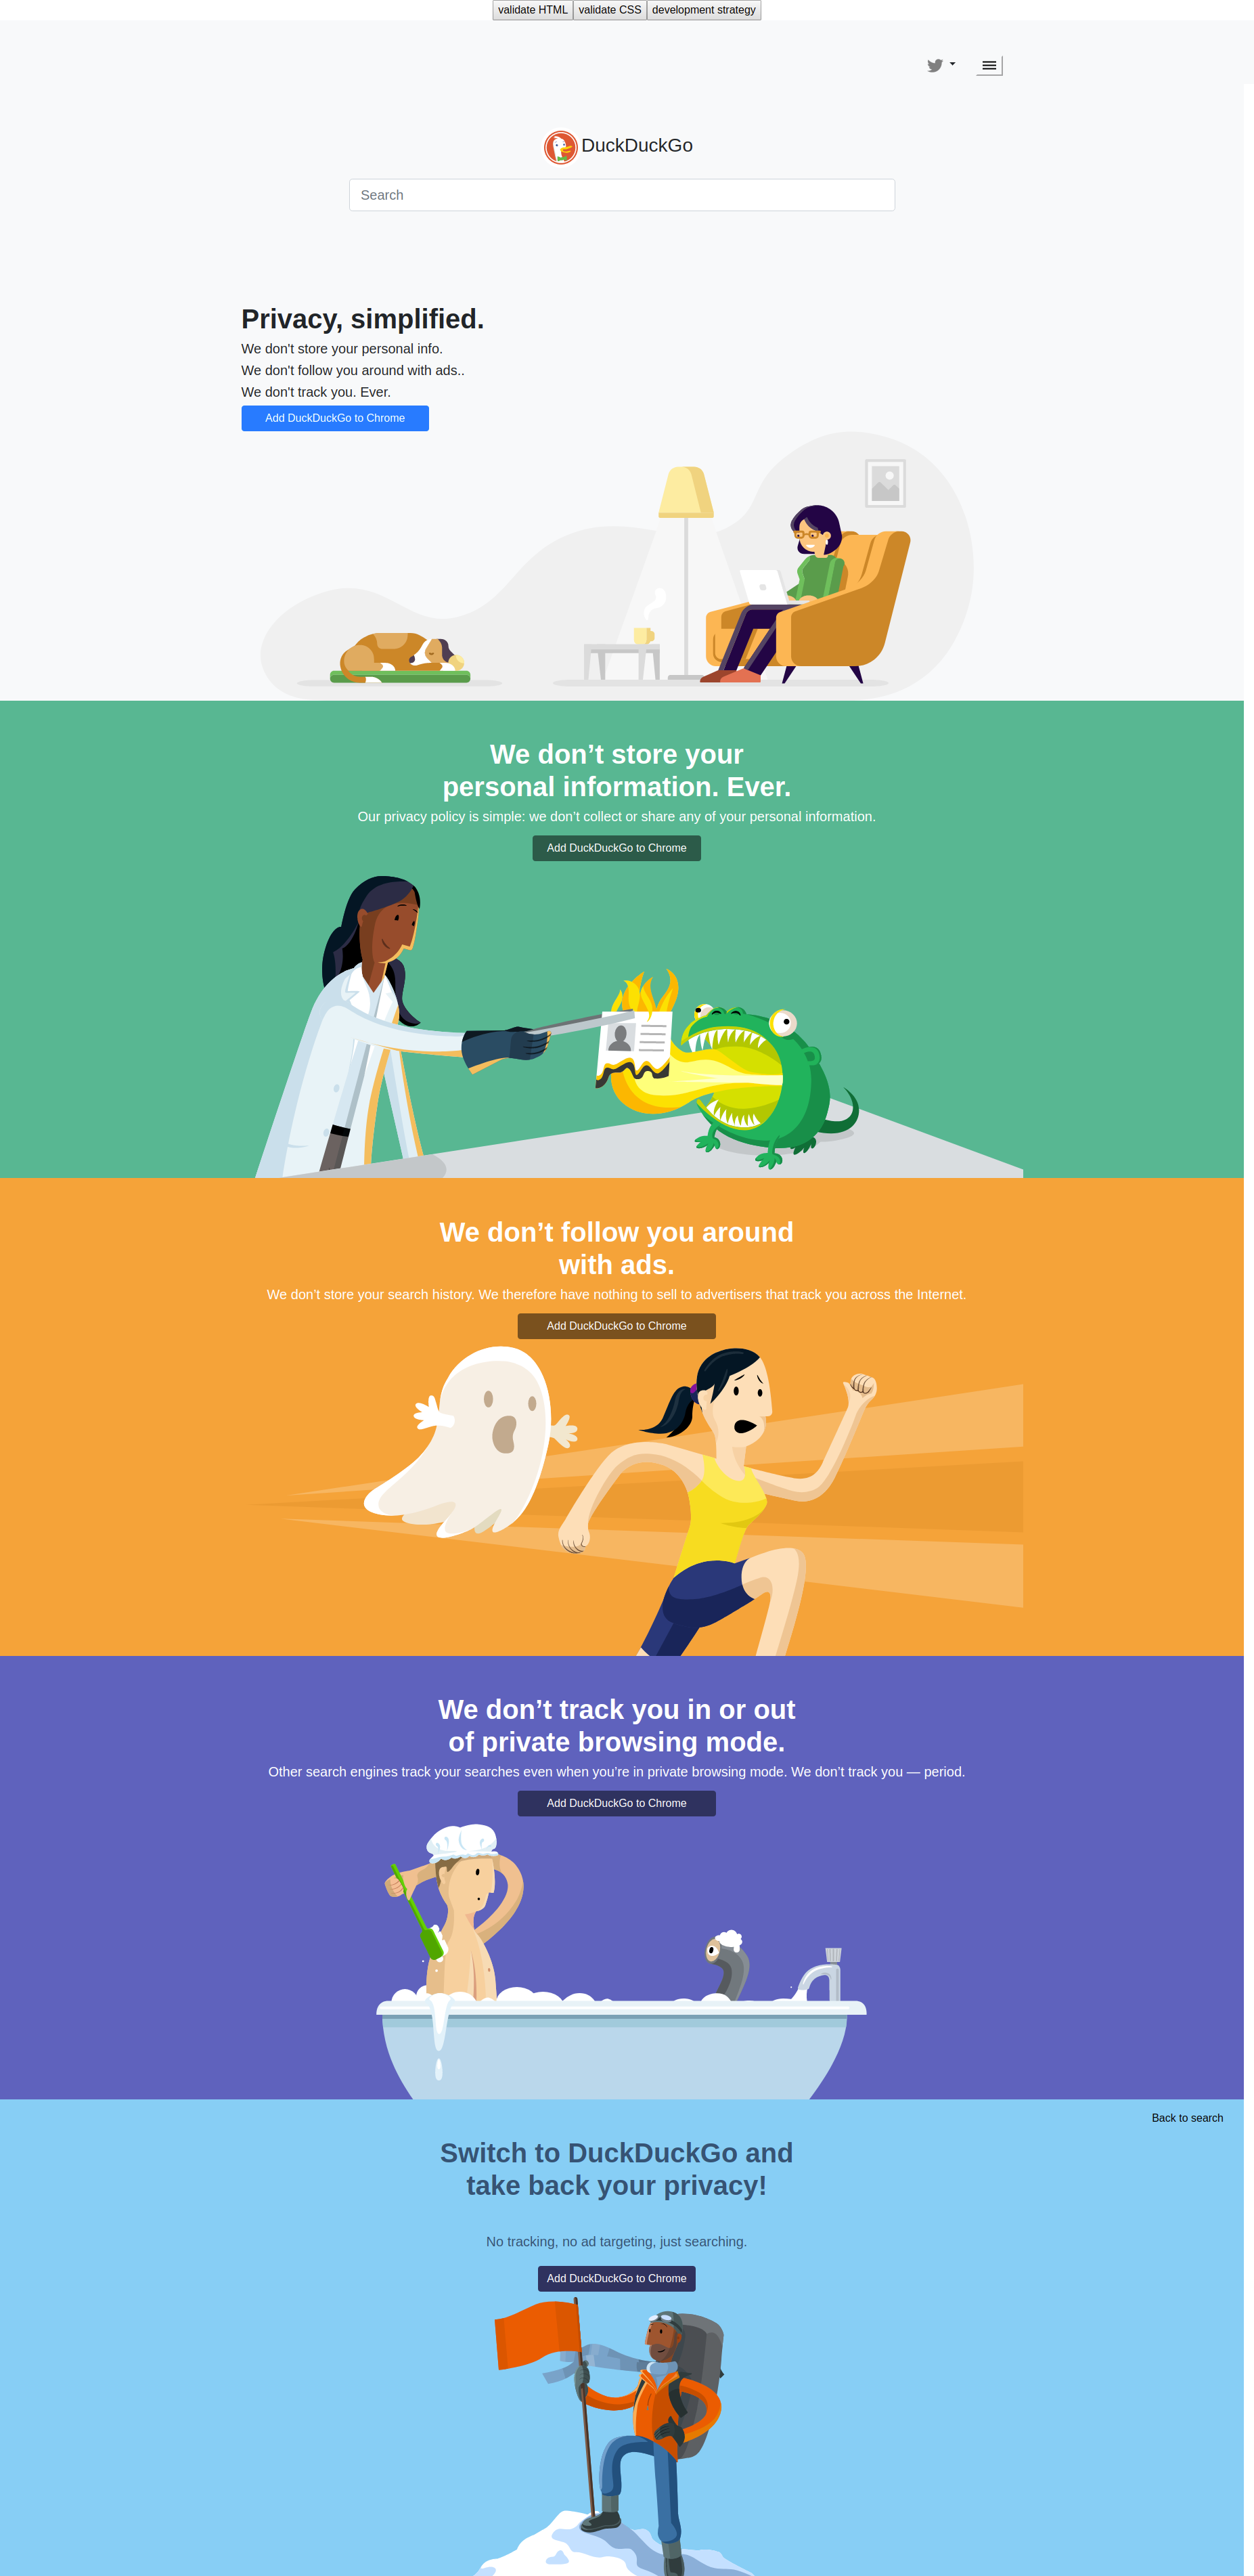 validate HTML validate CSS development strategy
DuckDuckGo
Search
Privacy, simplified.
We don't store your personal info.
We don't follow you around with ads..
We don't track you. Ever.
Add DuckDuckGo to Chrome
We don’t store your
personal information. Ever.
Our privacy policy is simple: we don’t collect or share any of your personal information.
Add DuckDuckGo to Chrome
We don’t follow you around
with ads.
We don’t store your search history. We therefore have nothing to sell to advertisers that track you across the Internet.
Add DuckDuckGo to Chrome
We don’t track you in or out
of private browsing mode.
Other search engines track your searches even when you’re in private browsing mode. We don’t track you — period.
Add DuckDuckGo to Chrome
Back to search
Switch to DuckDuckGo and
take back your privacy!
No tracking, no ad targeting, just searching.
Add DuckDuckGo to Chrome